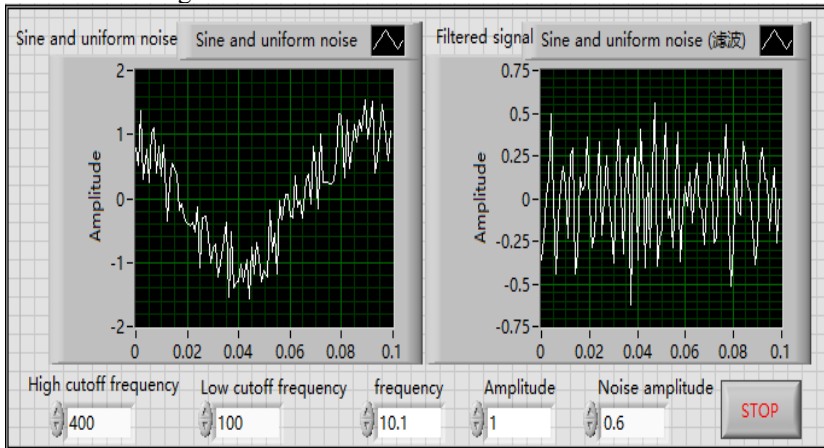 Sine and uniform noise
Sine and uniform noise
Amplitude
2
1
0
-1
-2
0 0.02 0.04 0.06 0.08 0.1
Filtered signal
Sine and uniform noise (滤波)
Amplitude
0.75
0.5
0.25
0
-0.25
-0.5
-0.75
0 0.02 0.04 0.06 0.08 0.1
High cutoff frequency
400
Low cutoff frequency
100
frequency
10.1
Amplitude
1
Noise amplitude
0.6
STOP